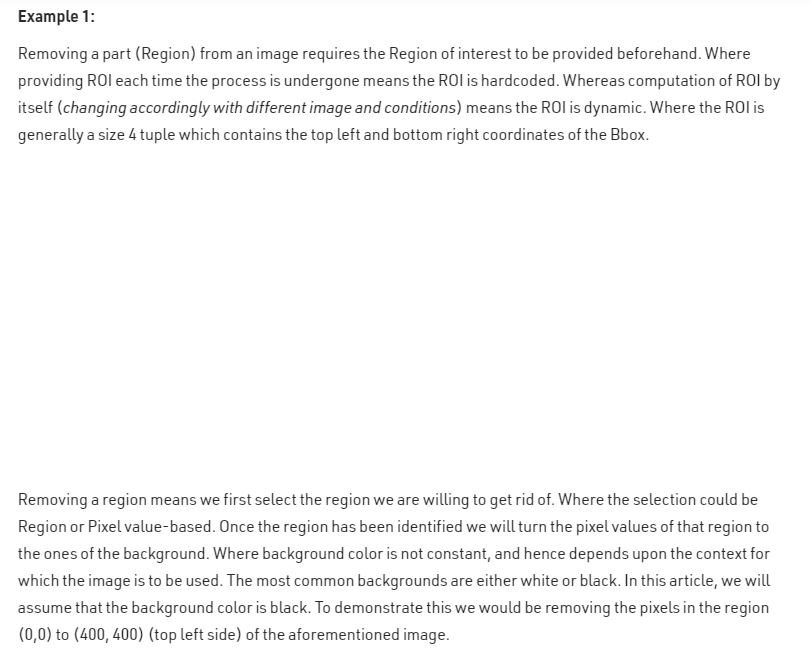 Example 1:
Removing a part (Region) from an image requires the Region of interest to be provided beforehand. Where
providing ROI each time the process is undergone means the ROI is hardcoded. Whereas computation of ROI by
itself (changing accordingly with different image and conditions) means the ROI is dynamic. Where the ROI is
generally a size 4 tuple which contains the top left and bottom right coordinates of the Bbox.
Removing a region means we first select the region we are willing to get rid of. Where the selection could be
Region or Pixel value-based. Once the region has been identified we will turn the pixel values of that region to
the ones of the background. Where background color is not constant, and hence depends upon the context for
which the image is to be used. The most common backgrounds are either white or black. In this article, we will
assume that the background color is black. To demonstrate this we would be removing the pixels in the region
(0,0) to (400, 400) (top left side) of the aforementioned image.